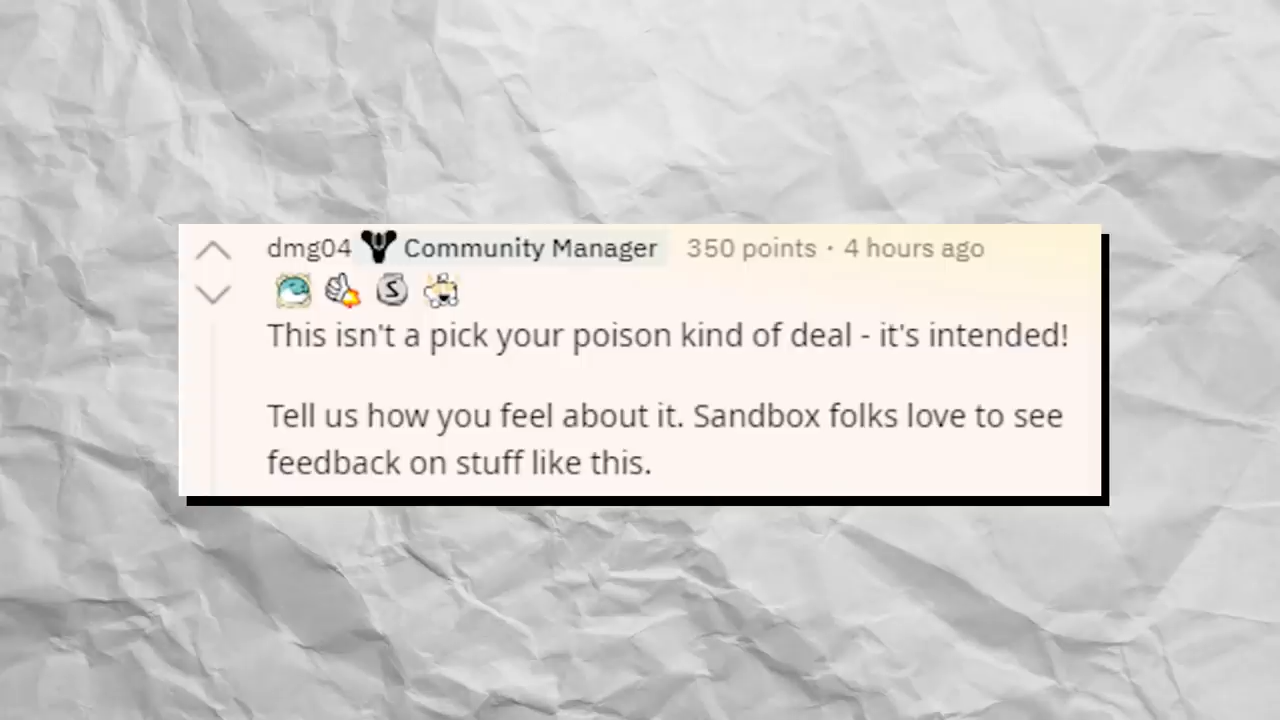 dmg04 Community Manager 350 points · 4 hours ago
This isn't a pick your poison kind of deal - it's intended!
Tell us how you feel about it. Sandbox folks love to see
feedback on stuff like this.